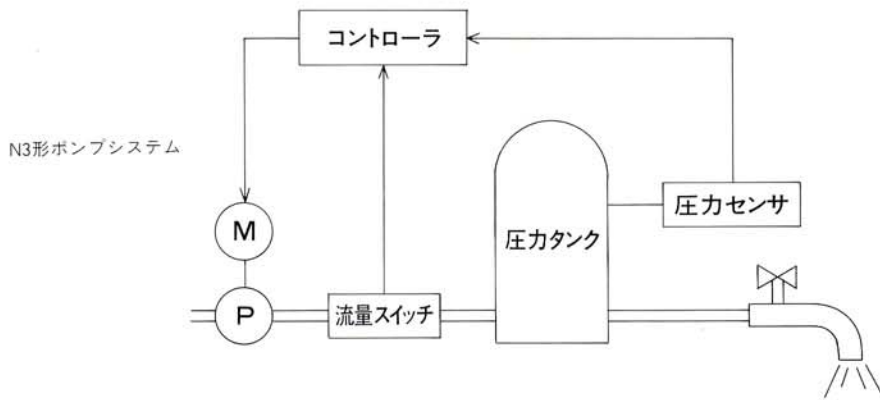 コントローラ
N3形ポンプシステム
圧力センサ
M
圧力タンク
P
流量スイッチ